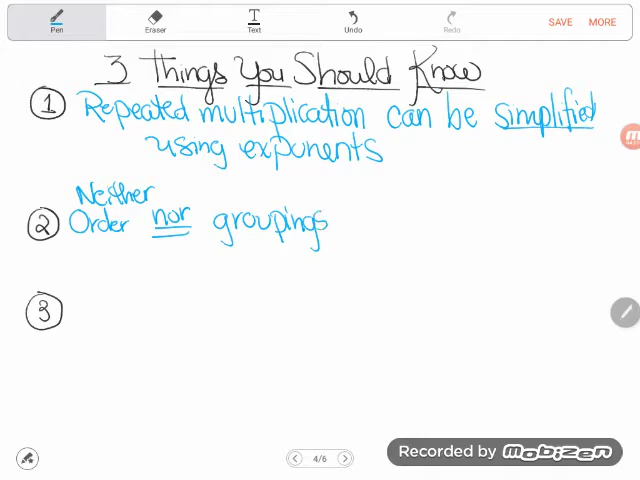 Pen
Eraser
Text
Undo
Redo
SAVE
MORE
3 Things You Should Know
1 Repeated multiplication can be simplified
using exponents
Neither
2 Order nor groupings
3
4/6
Recorded by mobizen